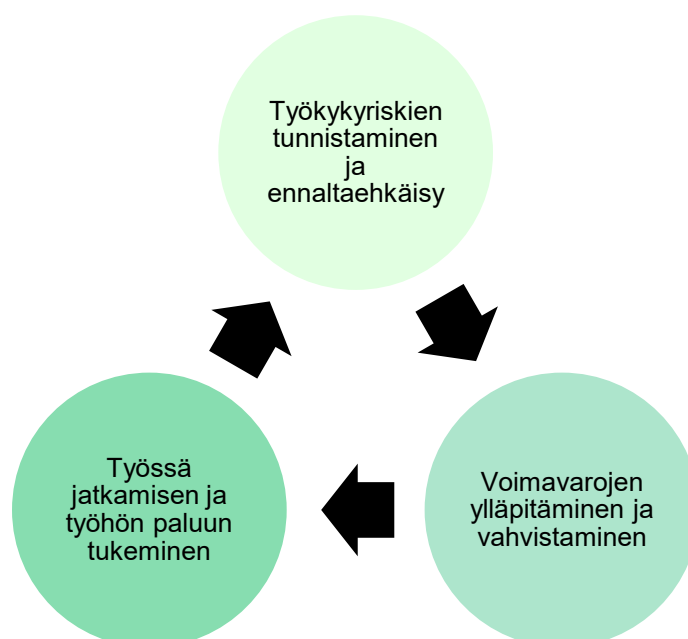 Työkykyriskien
tunnistaminen
ja
ennaltaehkäisy
Voimavarojen
ylläpitäminen ja
vahvistaminen
Työssä
jatkamisen ja
työhön paluun
tukeminen